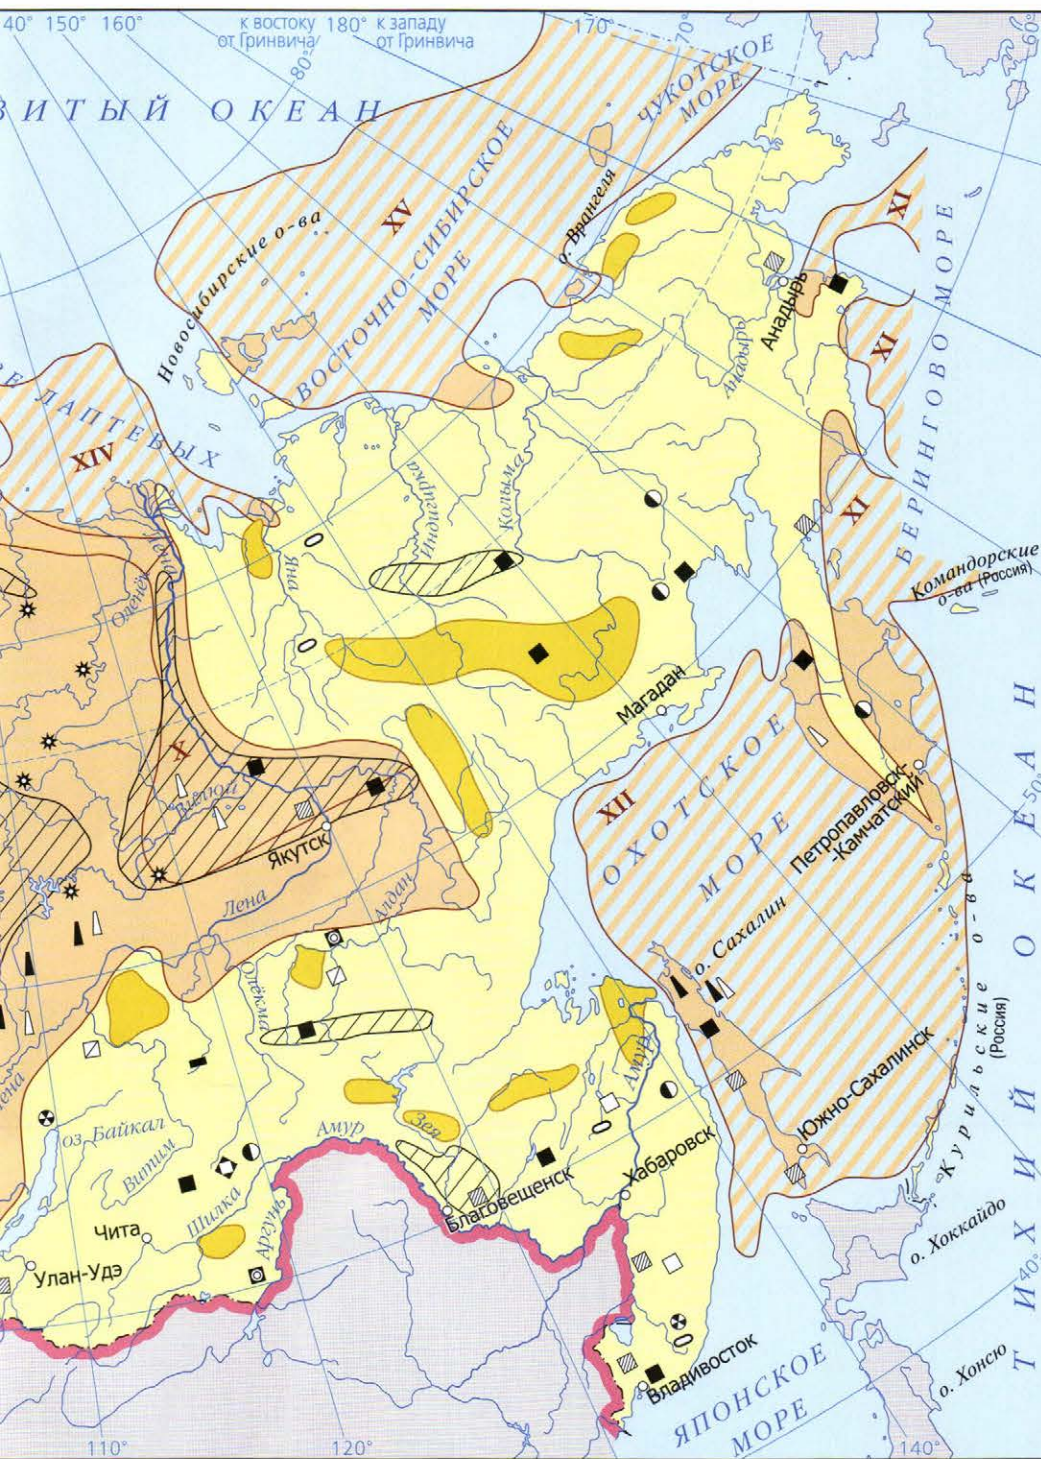 40° 150° 160°
к востоку 180° к западу
от Гринвича от Гринвича
170°
70°
60°
80°
ВИТЫЙ ОКЕАН
ЧУКОТСКОЕ
МОРЕ
ВОСТОЧНО-СИБИРСКОЕ
МОРЕ
XV
о. Врангеля
Новосибирские о-ва
XI
Анадырь
Анадырь
XI
БЕРИНГОВО МОРЕ
ЛАПТЕВЫХ
XIV
Индигирка
Колыма
XI
Лена
Яна
Оленёк
Командорские
о-ва (Россия)
Магадан
X
Вилюй
XII
ОХОТСКОЕ
МОРЕ
Петропавловск-
-Камчатский
50°
Якутск
Лена
Алдан
о. Сахалин
Олёкма
Курильские о-ва
(Россия)
Амур
Южно-Сахалинск
Лена
оз. Байкал
Витим
Амур
Зея
Хабаровск
Благовещенск
Шилка
Аргунь
Чита
Улан-Удэ
о. Хоккайдо
40°
ТИХИЙ ОКЕАН
Владивосток
о. Хонсю
ЯПОНСКОЕ
МОРЕ
110°
120°
140°